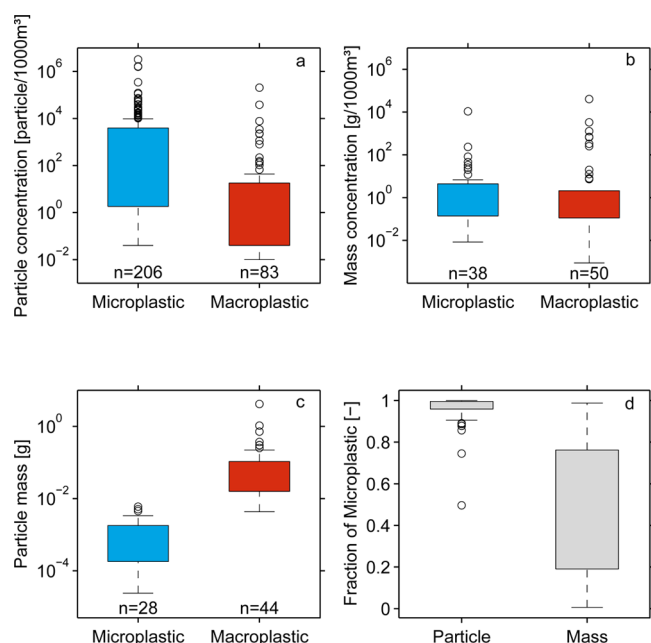 a
Particle concentration [particle/1000m³]
10⁶
10⁴
10²
10⁰
10⁻²
n=206 n=83
Microplastic Macroplastic
b
Mass concentration [g/1000m³]
10⁶
10⁴
10²
10⁰
10⁻²
n=38 n=50
Microplastic Macroplastic
c
Particle mass [g]
10⁰
10⁻²
10⁻⁴
n=28 n=44
Microplastic Macroplastic
d
Fraction of Microplastic [−]
1
0.8
0.6
0.4
0.2
0
Particle Mass